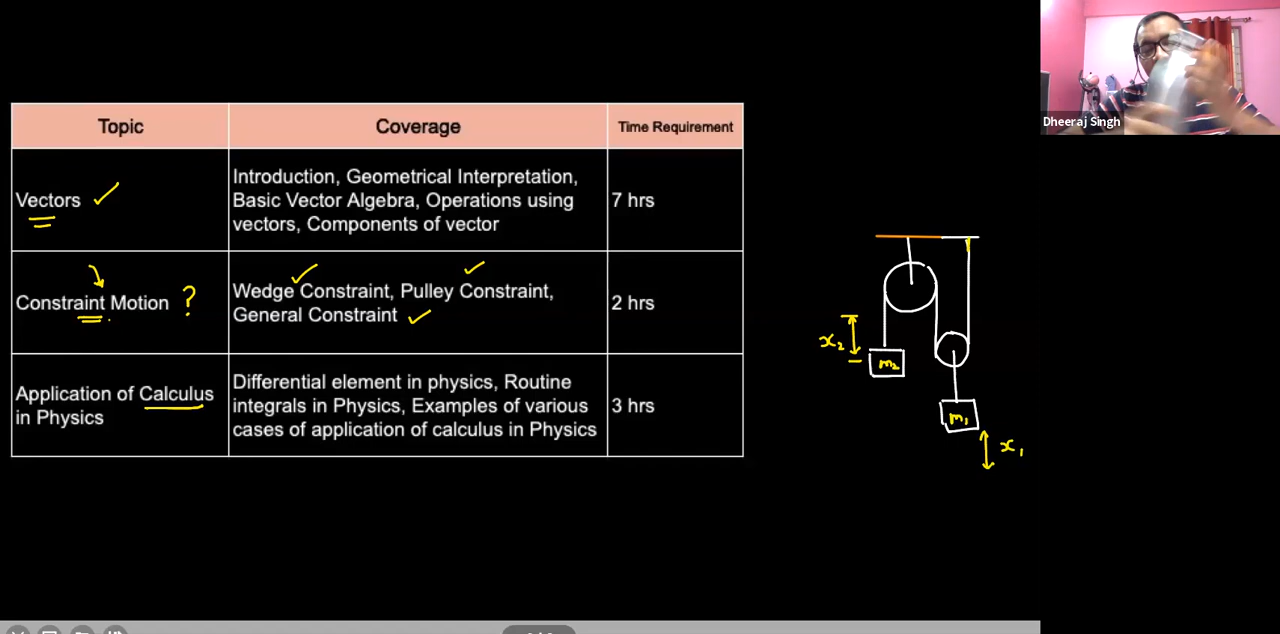 Dheeraj Singh
Topic
Coverage
Time Requirement
Vectors
Introduction, Geometrical Interpretation,
Basic Vector Algebra, Operations using
vectors, Components of vector
7 hrs
Constraint Motion ?
Wedge Constraint, Pulley Constraint,
General Constraint
2 hrs
Application of Calculus
in Physics
Differential element in physics, Routine
integrals in Physics, Examples of various
cases of application of calculus in Physics
3 hrs
x₂
m₂
m₁
x₁